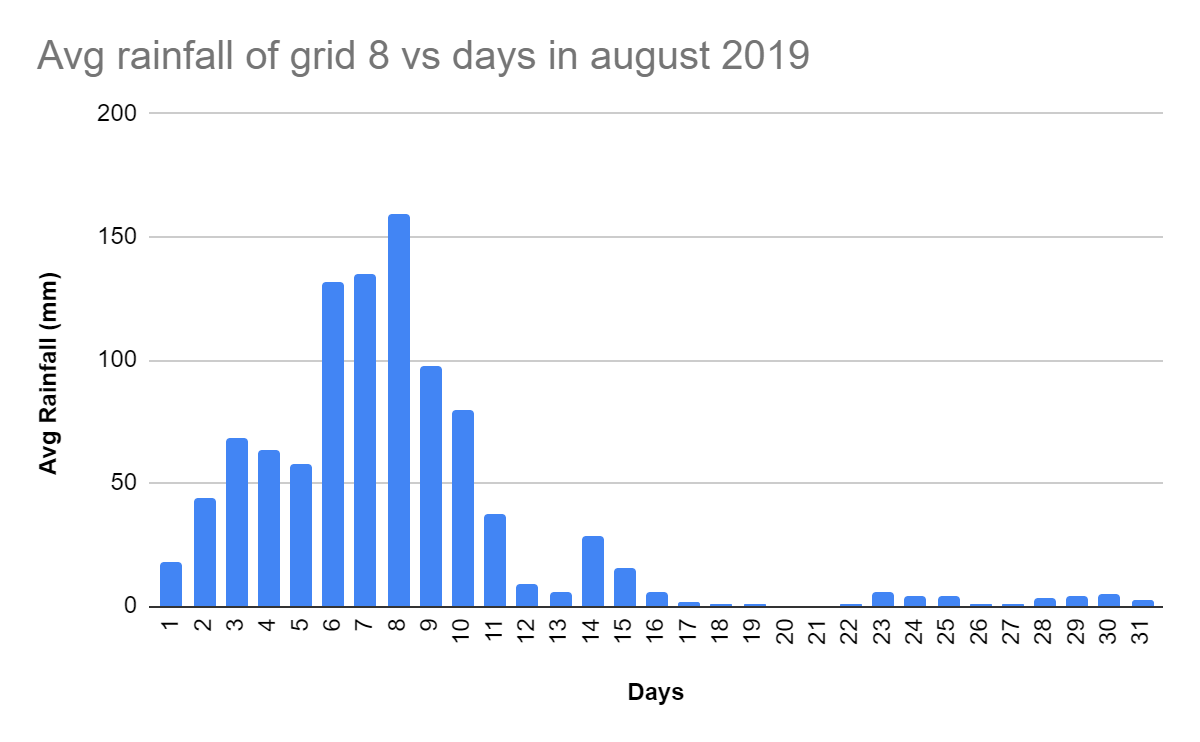 Avg rainfall of grid 8 vs days in august 2019
200
150
100
50
0
Avg Rainfall (mm)
1 2 3 4 5 6 7 8 9 10 11 12 13 14 15 16 17 18 19 20 21 22 23 24 25 26 27 28 29 30 31
Days